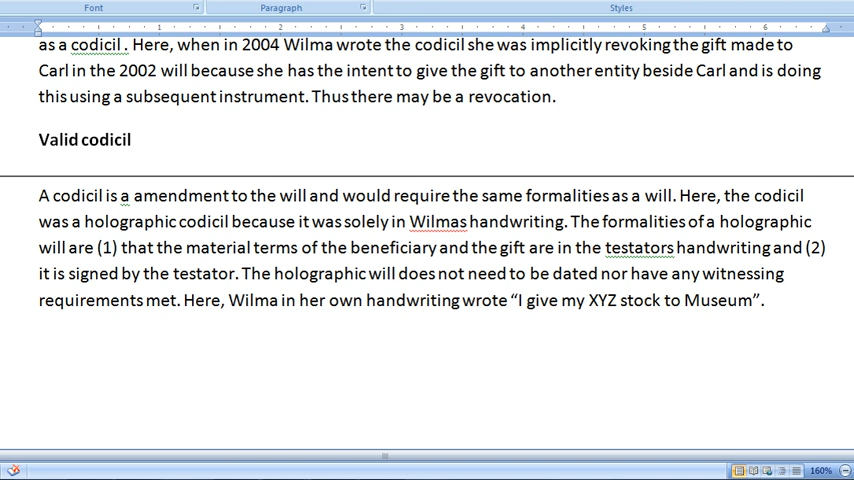 Font Paragraph Styles
1 2 3 4 5 6
as a codicil . Here, when in 2004 Wilma wrote the codicil she was implicitly revoking the gift made to
Carl in the 2002 will because she has the intent to give the gift to another entity beside Carl and is doing
this using a subsequent instrument. Thus there may be a revocation.
Valid codicil
A codicil is a amendment to the will and would require the same formalities as a will. Here, the codicil
was a holographic codicil because it was solely in Wilmas handwriting. The formalities of a holographic
will are (1) that the material terms of the beneficiary and the gift are in the testators handwriting and (2)
it is signed by the testator. The holographic will does not need to be dated nor have any witnessing
requirements met. Here, Wilma in her own handwriting wrote “I give my XYZ stock to Museum”.
160%